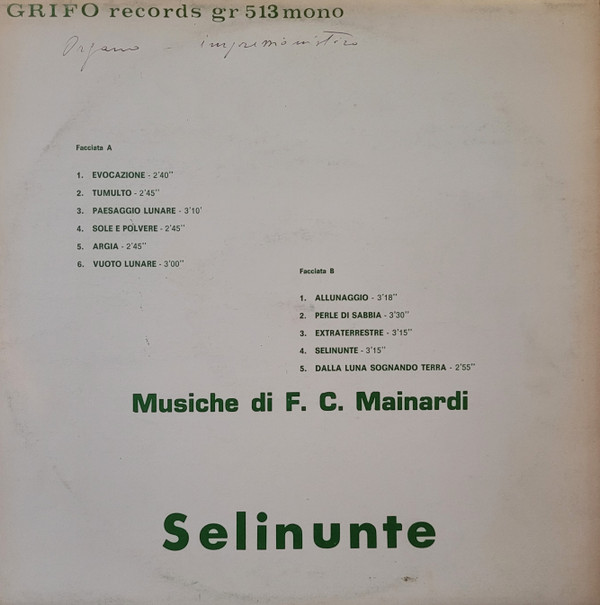 GRIFO records gr 513 mono
Organo - impressionistico
Facciata A
1. EVOCAZIONE - 2'40''
2. TUMULTO - 2'45''
3. PAESAGGIO LUNARE - 3'10'
4. SOLE E POLVERE - 2'45''
5. ARGIA - 2'45''
6. VUOTO LUNARE - 3'00''
Facciata B
1. ALLUNAGGIO - 3'18''
2. PERLE DI SABBIA - 3'30''
3. EXTRATERRESTRE - 3'15''
4. SELINUNTE - 3'15''
5. DALLA LUNA SOGNANDO TERRA - 2'55''
Musiche di F. C. Mainardi
Selinunte